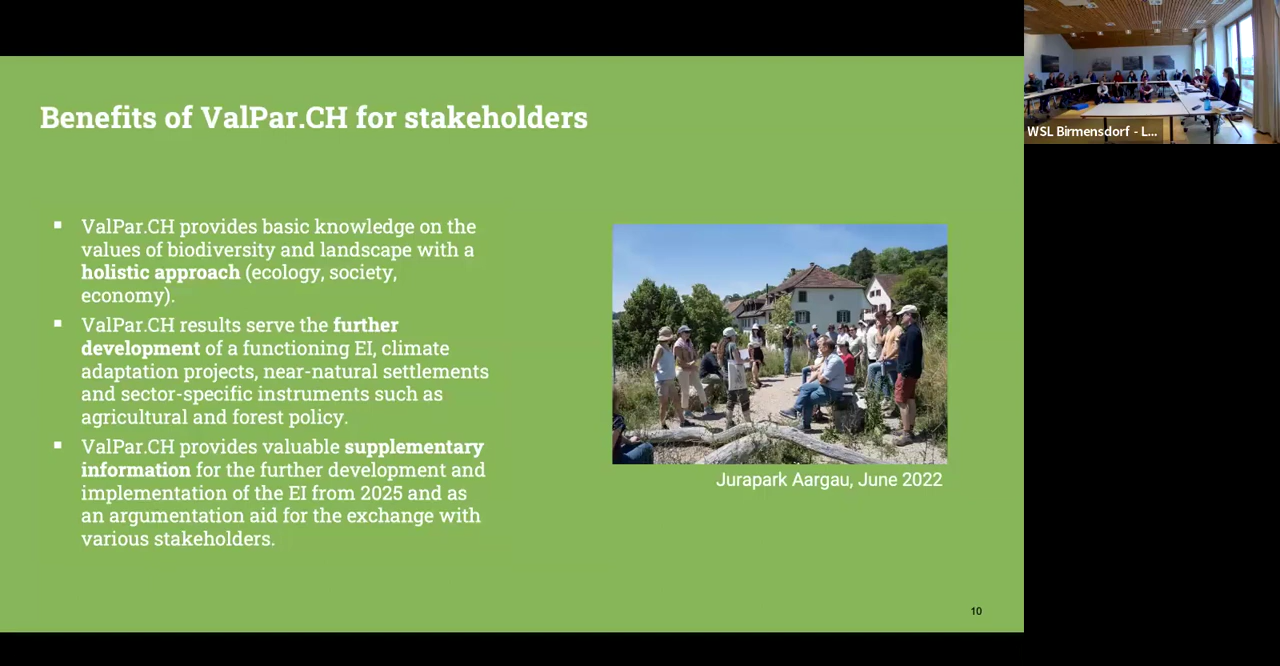 Benefits of ValPar.CH for stakeholders
▪ ValPar.CH provides basic knowledge on the
values of biodiversity and landscape with a
holistic approach (ecology, society,
economy).
▪ ValPar.CH results serve the further
development of a functioning EI, climate
adaptation projects, near-natural settlements
and sector-specific instruments such as
agricultural and forest policy.
▪ ValPar.CH provides valuable supplementary
information for the further development and
implementation of the EI from 2025 and as
an argumentation aid for the exchange with
various stakeholders.
Jurapark Aargau, June 2022
10
WSL Birmensdorf - L...